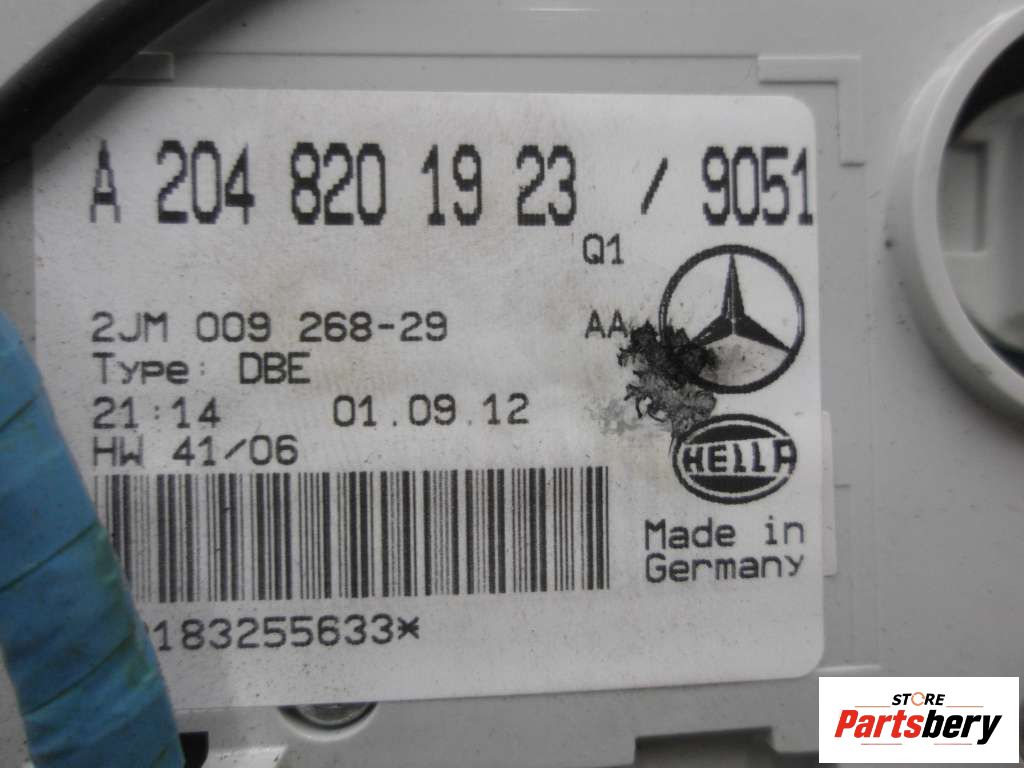 A 204 820 19 23 / 9051
Q1
2JM 009 268-29
AA
Type: DBE
21:14 01.09.12
HW 41/06
HELLA
Made in
Germany
183255633*
STORE
Partsbery